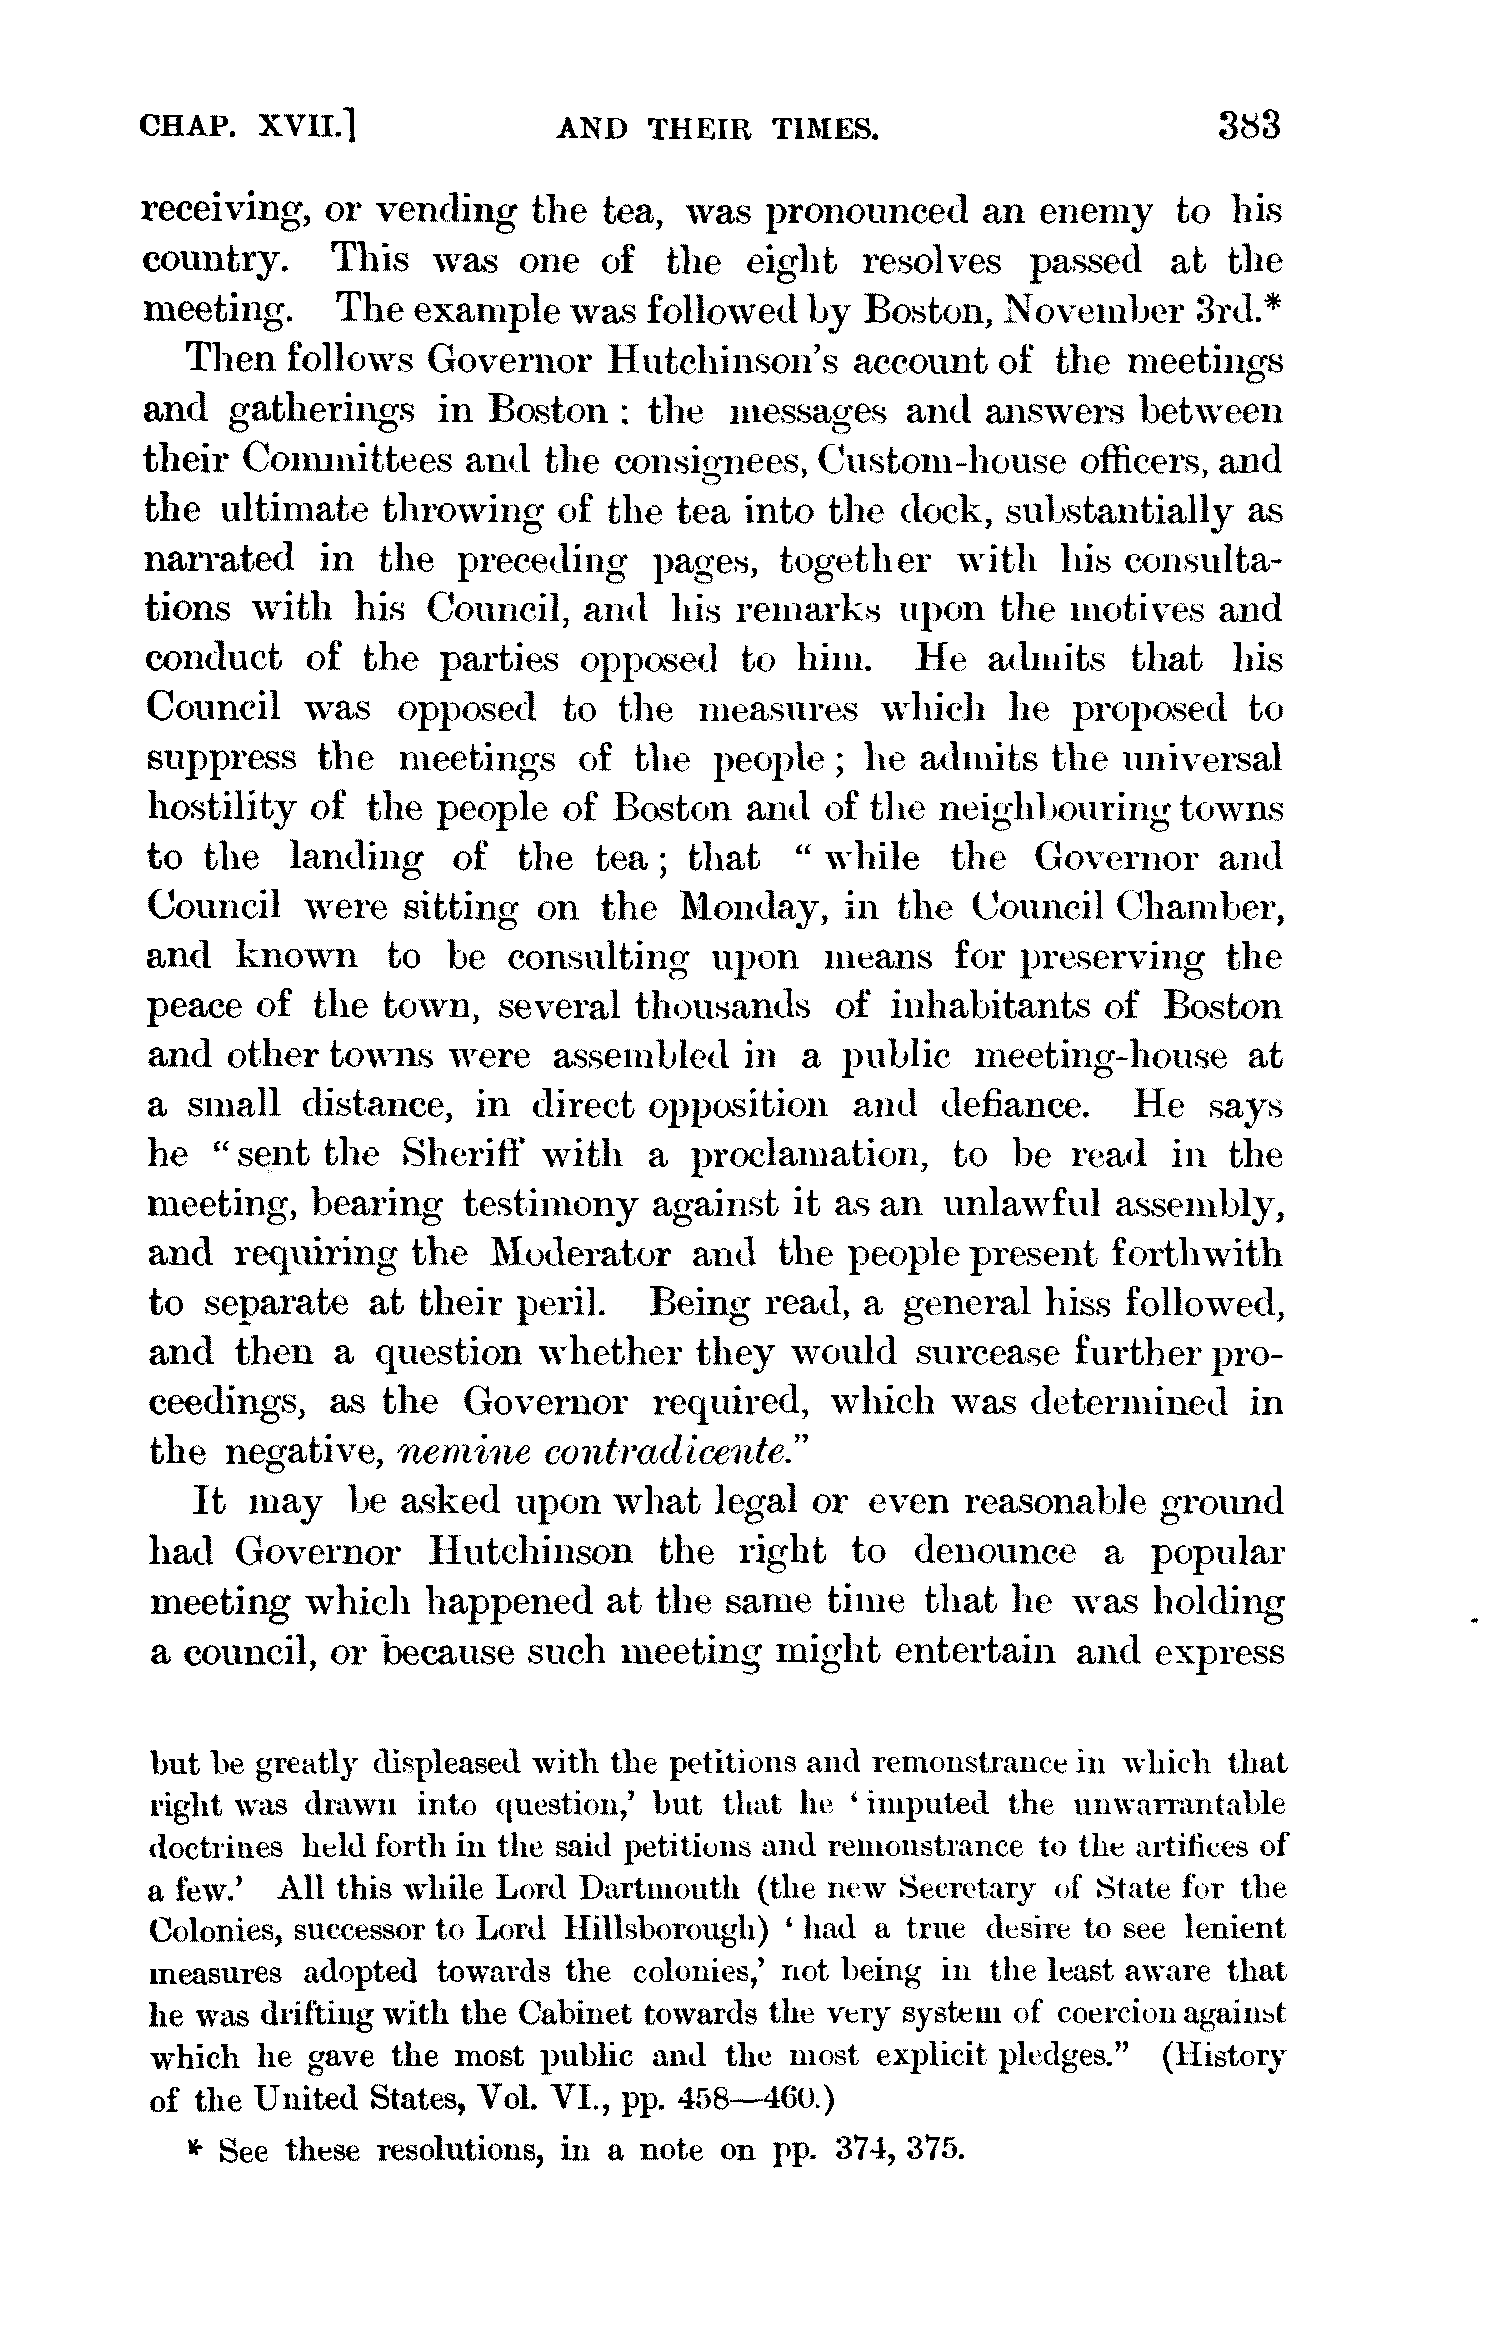 CHAP. XVII.] AND THEIR TIMES. 383
receiving, or vending the tea, was pronounced an enemy to his
country. This was one of the eight resolves passed at the
meeting. The example was followed by Boston, November 3rd.*
Then follows Governor Hutchinson's account of the meetings
and gatherings in Boston : the messages and answers between
their Committees and the consignees, Custom-house officers, and
the ultimate throwing of the tea into the dock, substantially as
narrated in the preceding pages, together with his consulta-
tions with his Council, and his remarks upon the motives and
conduct of the parties opposed to him. He admits that his
Council was opposed to the measures which he proposed to
suppress the meetings of the people ; he admits the universal
hostility of the people of Boston and of the neighbouring towns
to the landing of the tea ; that " while the Governor and
Council were sitting on the Monday, in the Council Chamber,
and known to be consulting upon means for preserving the
peace of the town, several thousands of inhabitants of Boston
and other towns were assembled in a public meeting-house at
a small distance, in direct opposition and defiance. He says
he " sent the Sheriff with a proclamation, to be read in the
meeting, bearing testimony against it as an unlawful assembly,
and requiring the Moderator and the people present forthwith
to separate at their peril. Being read, a general hiss followed,
and then a question whether they would surcease further pro-
ceedings, as the Governor required, which was determined in
the negative, nemine contradicente."
It may be asked upon what legal or even reasonable ground
had Governor Hutchinson the right to denounce a popular
meeting which happened at the same time that he was holding
a council, or because such meeting might entertain and express
but be greatly displeased with the petitions and remonstrance in which that
right was drawn into question,' but that he ' imputed the unwarrantable
doctrines held forth in the said petitions and remonstrance to the artifices of
a few.' All this while Lord Dartmouth (the new Secretary of State for the
Colonies, successor to Lord Hillsborough) ' had a true desire to see lenient
measures adopted towards the colonies,' not being in the least aware that
he was drifting with the Cabinet towards the very system of coercion against
which he gave the most public and the most explicit pledges." (History
of the United States, Vol. VI., pp. 458—460.)
* See these resolutions, in a note on pp. 374, 375.